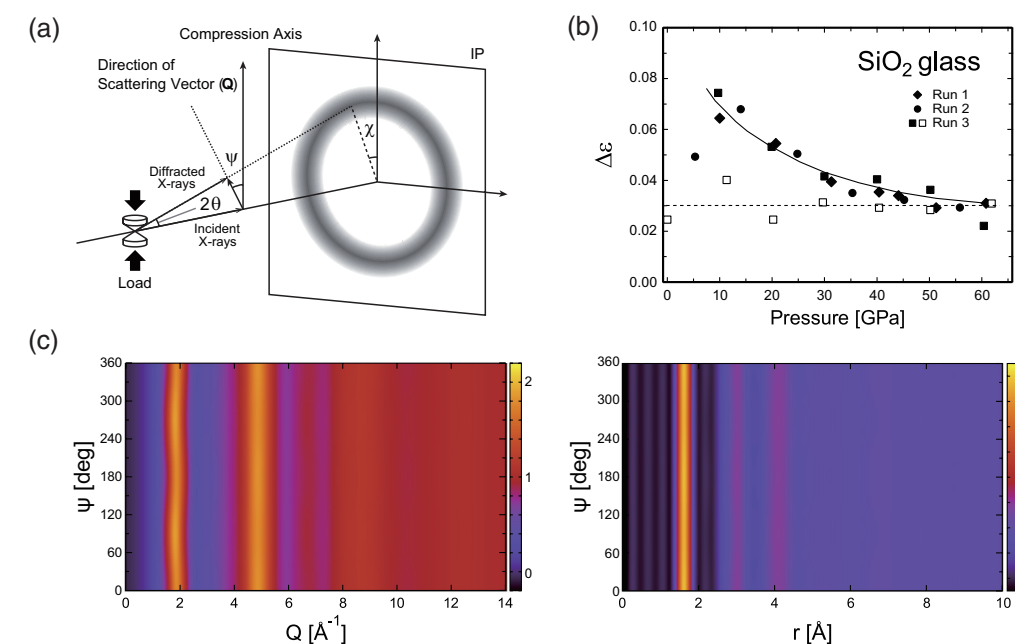 (a)
Compression Axis
IP
Direction of
Scattering Vector (Q)
χ
ψ
Diffracted
X-rays
2θ
Incident
X-rays
Load
(b)
0.10
0.08
0.06
0.04
0.02
0.00
Δε
SiO₂ glass
Run 1
Run 2
Run 3
0 10 20 30 40 50 60
Pressure [GPa]
(c)
360
300
240
180
120
60
0
ψ [deg]
0 2 4 6 8 10 12 14
Q [Å⁻¹]
2
1
0
360
300
240
180
120
60
0
ψ [deg]
0 2 4 6 8 10
r [Å]